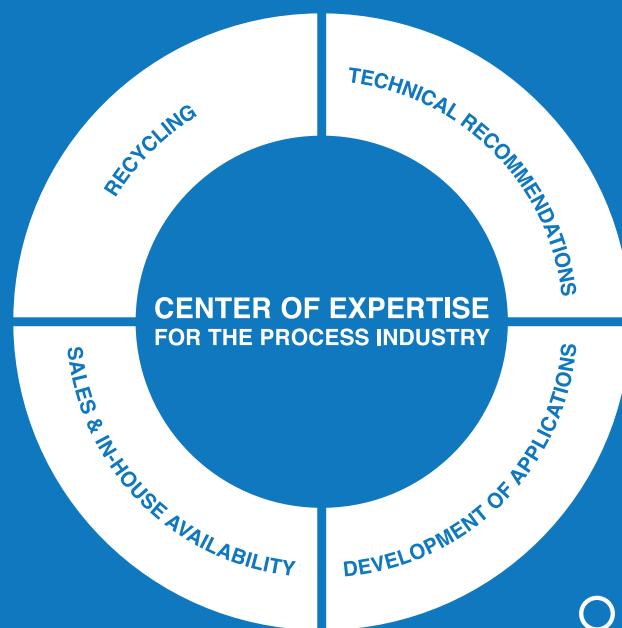 RECYCLING
TECHNICAL RECOMMENDATIONS
CENTER OF EXPERTISE
FOR THE PROCESS INDUSTRY
SALES & IN-HOUSE AVAILABILITY
DEVELOPMENT OF APPLICATIONS